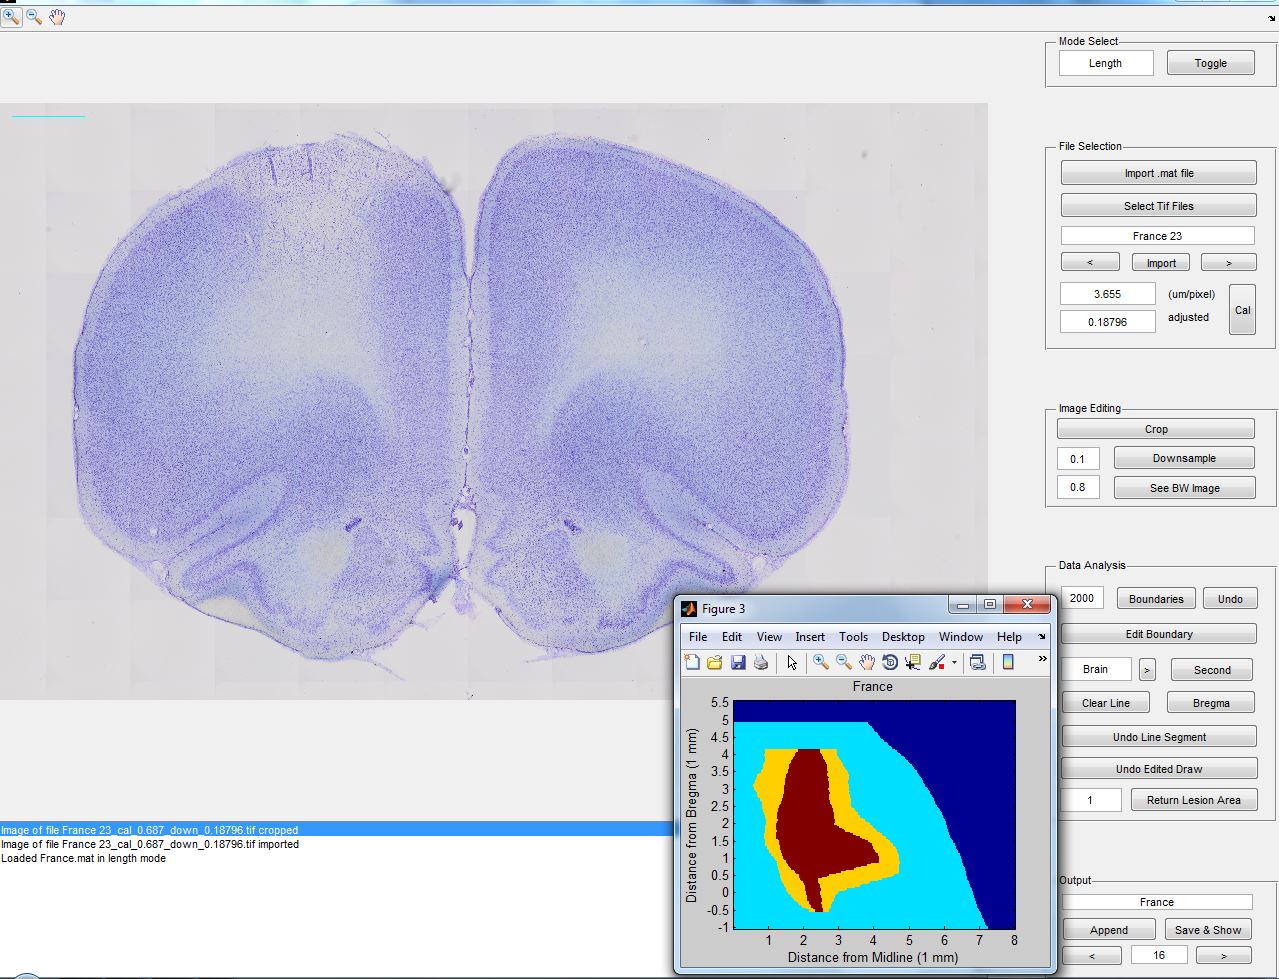 Mode Select
Length
Toggle
File Selection
Import .mat file
Select Tif Files
France 23
<
Import
>
3.655
(um/pixel)
0.18796
adjusted
Cal
Image Editing
Crop
0.1
Downsample
0.8
See BW Image
Data Analysis
2000
Boundaries
Undo
Edit Boundary
Brain
>
Second
Clear Line
Bregma
Undo Line Segment
Undo Edited Draw
1
Return Lesion Area
Output
France
Append
Save & Show
<
16
>
Image of file France 23_cal_0.687_down_0.18796.tif cropped
Image of file France 23_cal_0.687_down_0.18796.tif imported
Loaded France.mat in length mode
Figure 3
File Edit View Insert Tools Desktop Window Help
»
France
Distance from Bregma (1 mm)
5.5
5
4.5
4
3.5
3
2.5
2
1.5
1
0.5
0
-0.5
-1
1 2 3 4 5 6 7 8
Distance from Midline (1 mm)